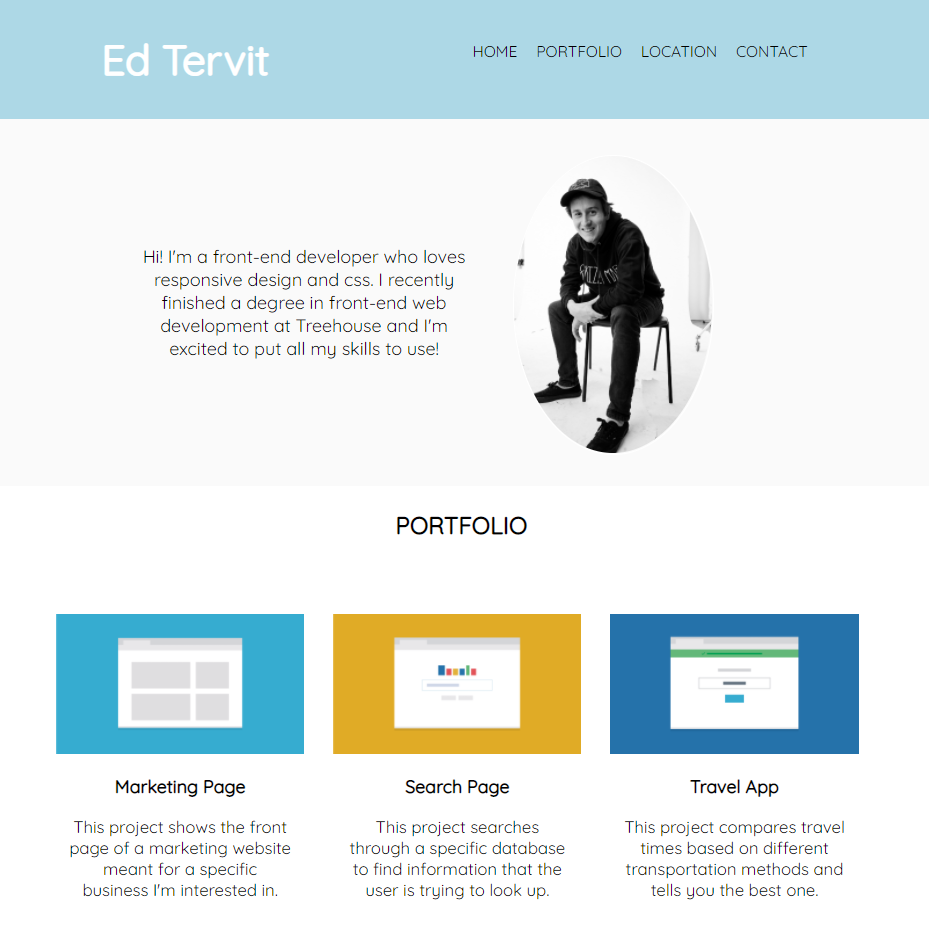 Ed Tervit
HOME PORTFOLIO LOCATION CONTACT
Hi! I'm a front-end developer who loves
responsive design and css. I recently
finished a degree in front-end web
development at Treehouse and I'm
excited to put all my skills to use!
PORTFOLIO
Marketing Page
This project shows the front
page of a marketing website
meant for a specific
business I'm interested in.
Search Page
This project searches
through a specific database
to find information that the
user is trying to look up.
Travel App
This project compares travel
times based on different
transportation methods and
tells you the best one.